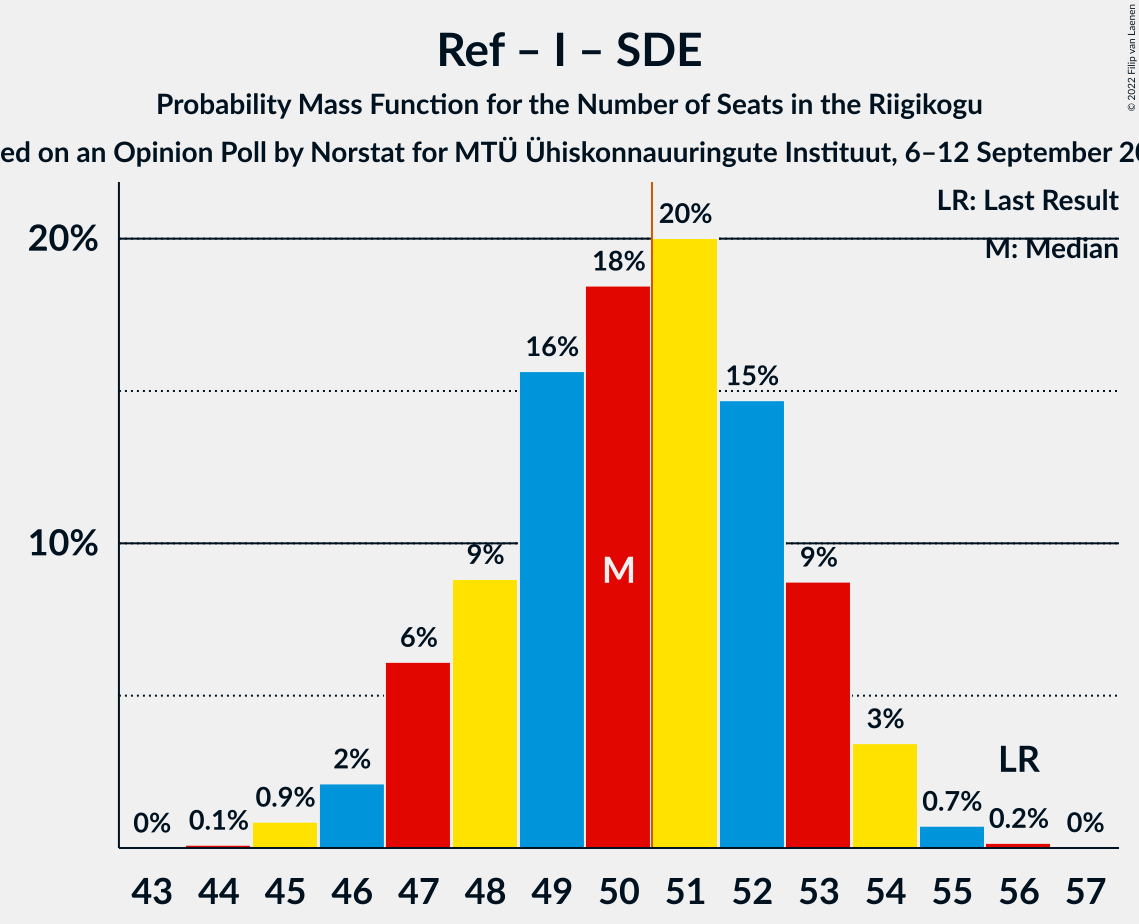 Ref – I – SDE
Probability Mass Function for the Number of Seats in the Riigikogu
ed on an Opinion Poll by Norstat for MTÜ Ühiskonnauuringute Instituut, 6–12 September 20
© 2022 Filip van Laenen
LR: Last Result
M: Median
20%
10%
0%
0.1%
0.9%
2%
6%
9%
16%
18%
20%
15%
9%
3%
0.7%
0.2%
0%
M
LR
43 44 45 46 47 48 49 50 51 52 53 54 55 56 57